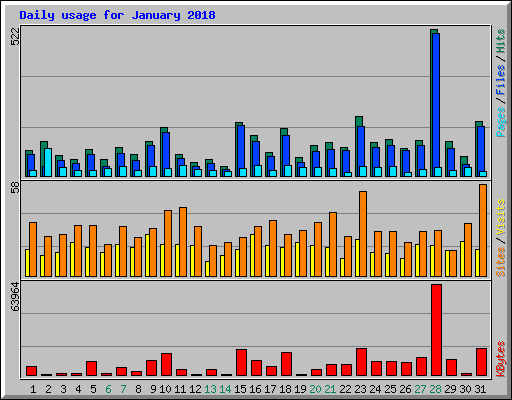 Daily usage for January 2018
522
Pages / Files / Hits
58
Sites / Visits
63964
KBytes
1 2 3 4 5 6 7 8 9 10 11 12 13 14 15 16 17 18 19 20 21 22 23 24 25 26 27 28 29 30 31